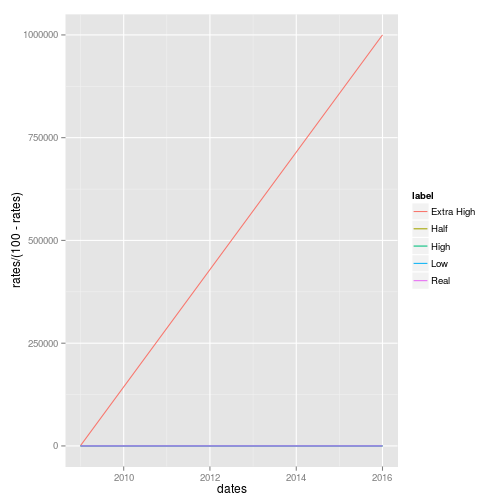 1000000
750000
500000
250000
0
rates/(100 - rates)
2010
2012
2014
2016
dates
label
Extra High
Half
High
Low
Real